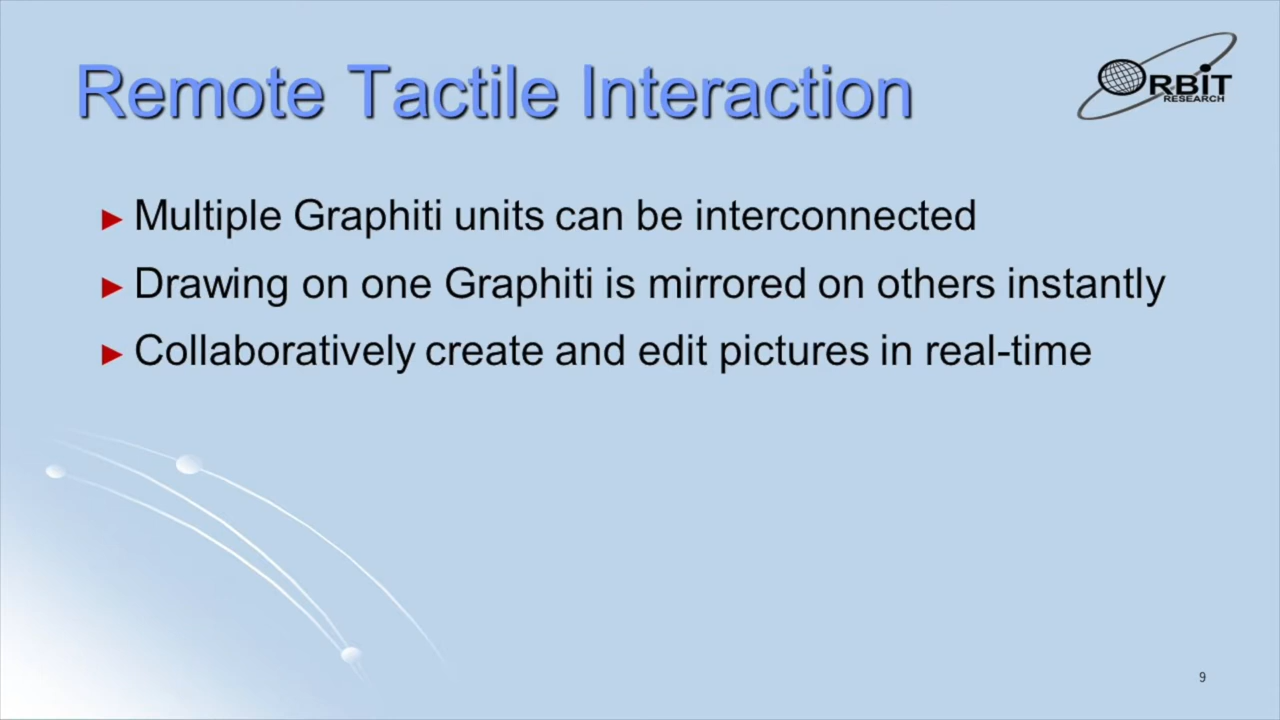 Remote Tactile Interaction
ORBIT
RESEARCH
Multiple Graphiti units can be interconnected
Drawing on one Graphiti is mirrored on others instantly
Collaboratively create and edit pictures in real-time
9